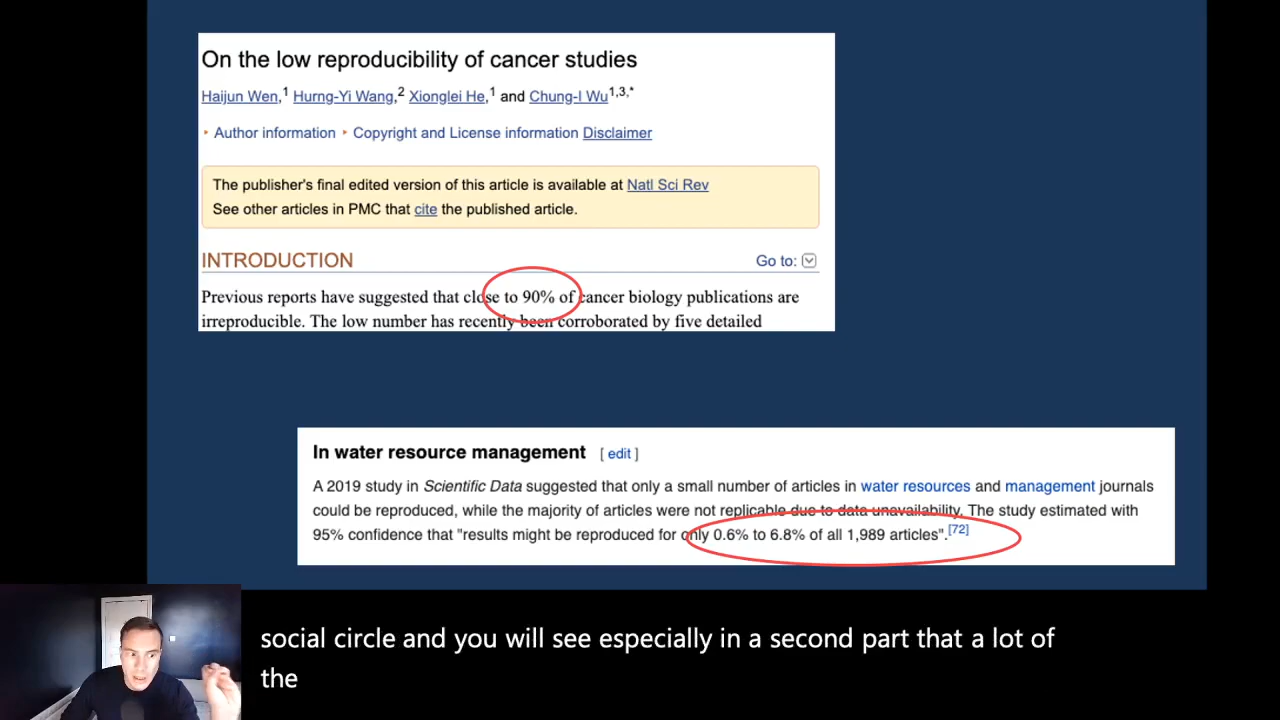 On the low reproducibility of cancer studies
Haijun Wen,1 Hurng-Yi Wang,2 Xionglei He,1 and Chung-I Wu1,3,*
‣ Author information ‣ Copyright and License information Disclaimer
The publisher's final edited version of this article is available at Natl Sci Rev
See other articles in PMC that cite the published article.
INTRODUCTION Go to:
Previous reports have suggested that close to 90% of cancer biology publications are
irreproducible. The low number has recently been corroborated by five detailed
In water resource management [ edit ]
A 2019 study in Scientific Data suggested that only a small number of articles in water resources and management journals
could be reproduced, while the majority of articles were not replicable due to data unavailability. The study estimated with
95% confidence that "results might be reproduced for only 0.6% to 6.8% of all 1,989 articles".[72]
social circle and you will see especially in a second part that a lot of
the